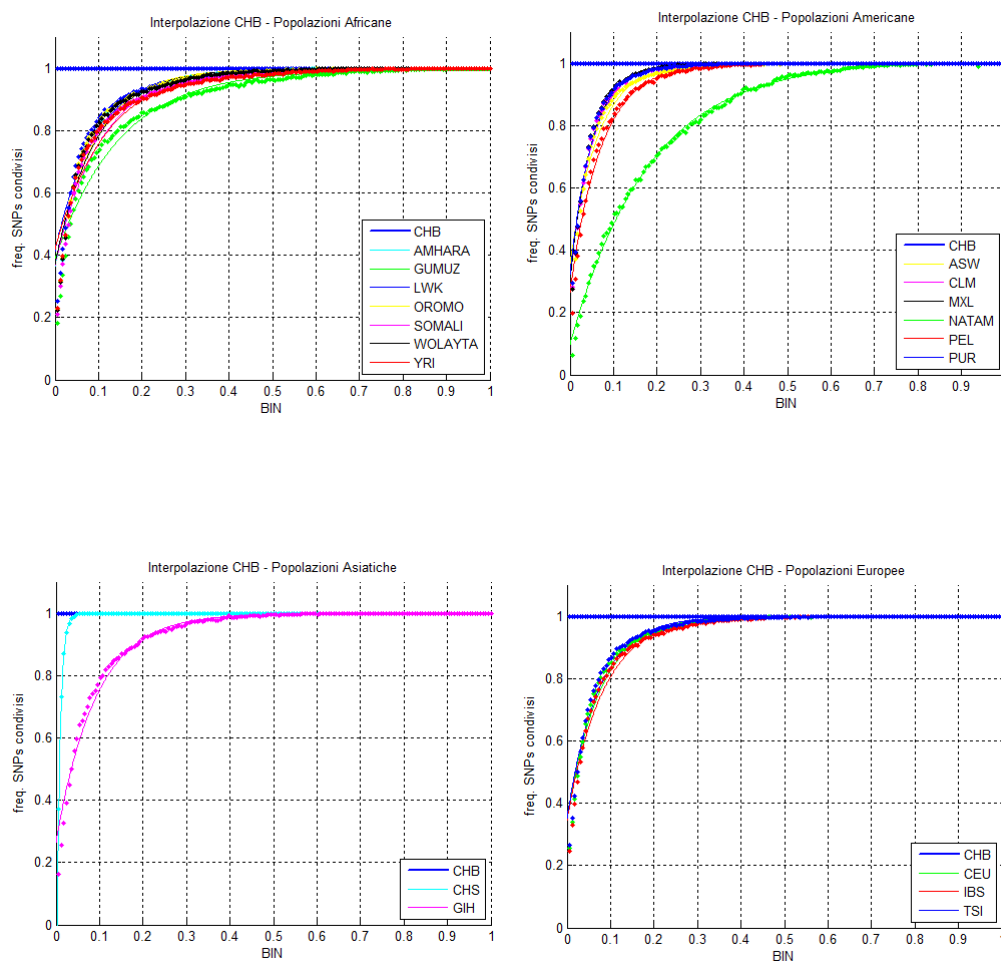 Interpolazione CHB - Popolazioni Africane
freq. SNPs condivisi
1
0.8
0.6
0.4
0.2
0
0 0.1 0.2 0.3 0.4 0.5 0.6 0.7 0.8 0.9 1
BIN
CHB
AMHARA
GUMUZ
LWK
OROMO
SOMALI
WOLAYTA
YRI
Interpolazione CHB - Popolazioni Americane
freq. SNPs condivisi
1
0.8
0.6
0.4
0.2
0
0 0.1 0.2 0.3 0.4 0.5 0.6 0.7 0.8 0.9
BIN
CHB
ASW
CLM
MXL
NATAM
PEL
PUR
Interpolazione CHB - Popolazioni Asiatiche
freq. SNPs condivisi
1
0.8
0.6
0.4
0.2
0
0 0.1 0.2 0.3 0.4 0.5 0.6 0.7 0.8 0.9 1
BIN
CHB
CHS
GIH
Interpolazione CHB - Popolazioni Europee
freq. SNPs condivisi
1
0.8
0.6
0.4
0.2
0
0 0.1 0.2 0.3 0.4 0.5 0.6 0.7 0.8 0.9 1
BIN
CHB
CEU
IBS
TSI